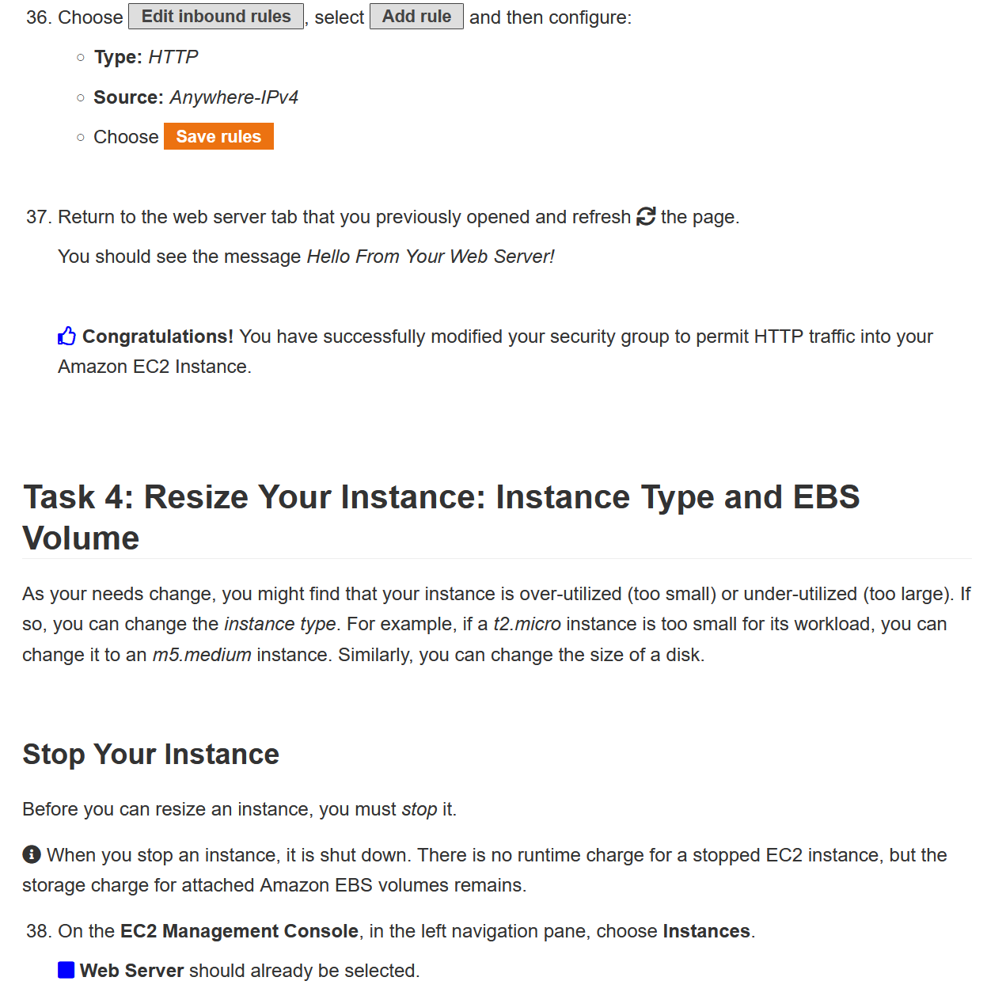 36. Choose Edit inbound rules, select Add rule and then configure:
Type: HTTP
Source: Anywhere-IPv4
Choose Save rules
37. Return to the web server tab that you previously opened and refresh the page.
You should see the message Hello From Your Web Server!
Congratulations! You have successfully modified your security group to permit HTTP traffic into your
Amazon EC2 Instance.
Task 4: Resize Your Instance: Instance Type and EBS
Volume
As your needs change, you might find that your instance is over-utilized (too small) or under-utilized (too large). If
so, you can change the instance type. For example, if a t2.micro instance is too small for its workload, you can
change it to an m5.medium instance. Similarly, you can change the size of a disk.
Stop Your Instance
Before you can resize an instance, you must stop it.
When you stop an instance, it is shut down. There is no runtime charge for a stopped EC2 instance, but the
storage charge for attached Amazon EBS volumes remains.
38. On the EC2 Management Console, in the left navigation pane, choose Instances.
Web Server should already be selected.